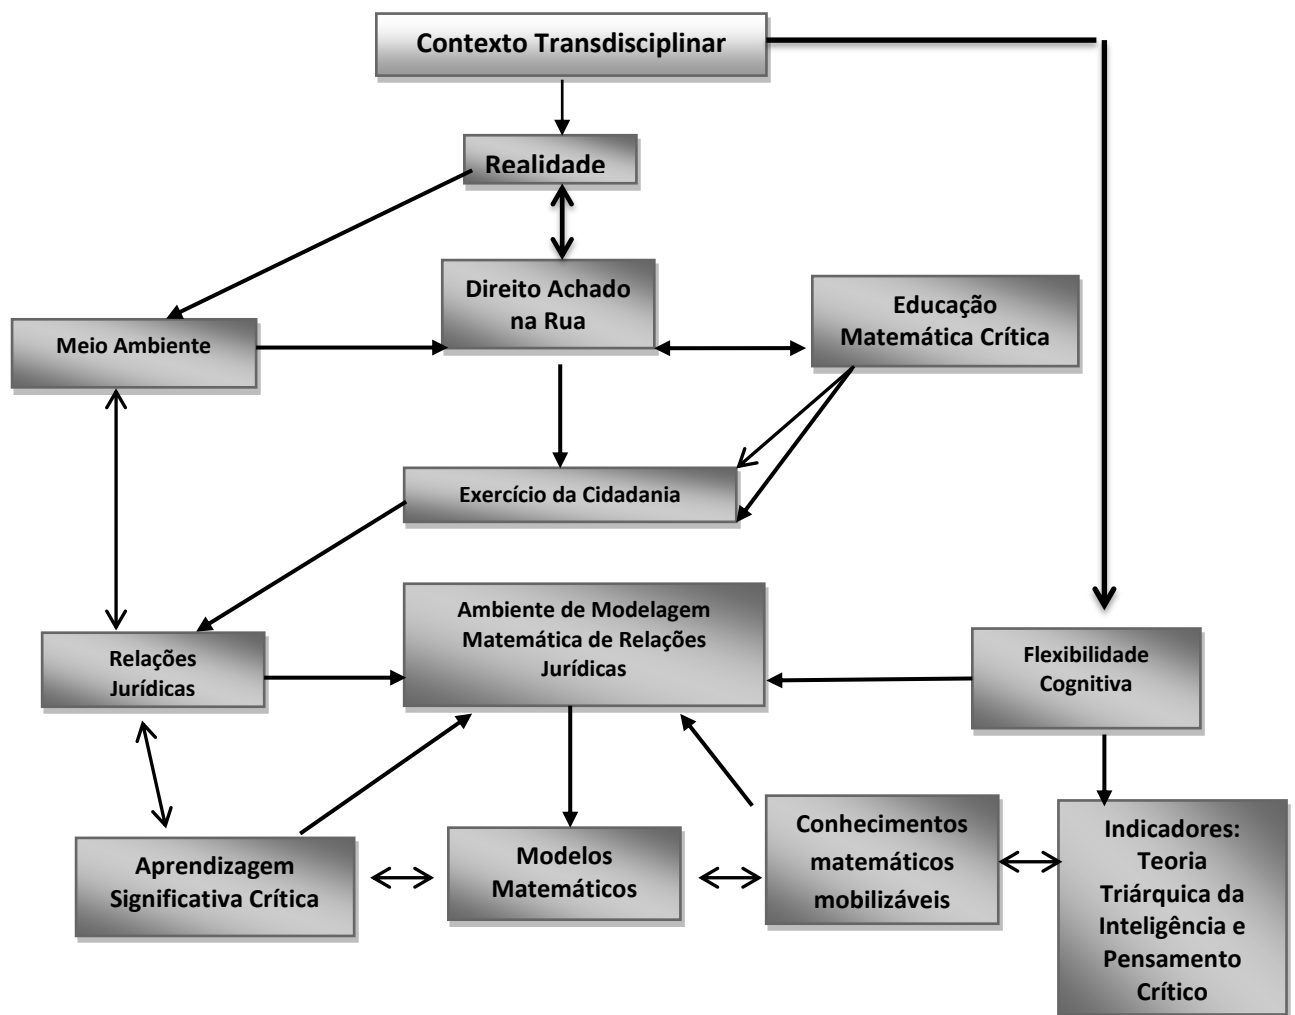 Contexto Transdisciplinar
Realidade
Direito Achado
na Rua
Educação
Matemática Crítica
Meio Ambiente
Exercício da Cidadania
Ambiente de Modelagem
Matemática de Relações
Jurídicas
Relações
Jurídicas
Flexibilidade
Cognitiva
Aprendizagem
Significativa Crítica
Modelos
Matemáticos
Conhecimentos
matemáticos
mobilizáveis
Indicadores:
Teoria
Triárquica da
Inteligência e
Pensamento
Crítico